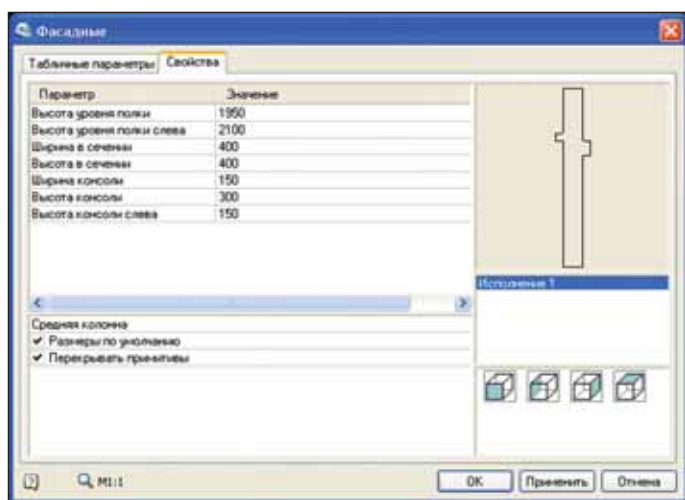 Фасадные
Табличные параметры Свойства
Параметр Значение
Высота уровня полки 1950
Высота уровня полки слева 2100
Ширина в сечении 400
Высота в сечении 400
Ширина консоли 150
Высота консоли 300
Высота консоли слева 150
Исполнение 1
Средняя колонна
Размеры по умолчанию
Перекрывать примитивы
M1:1
OK Применить Отмена